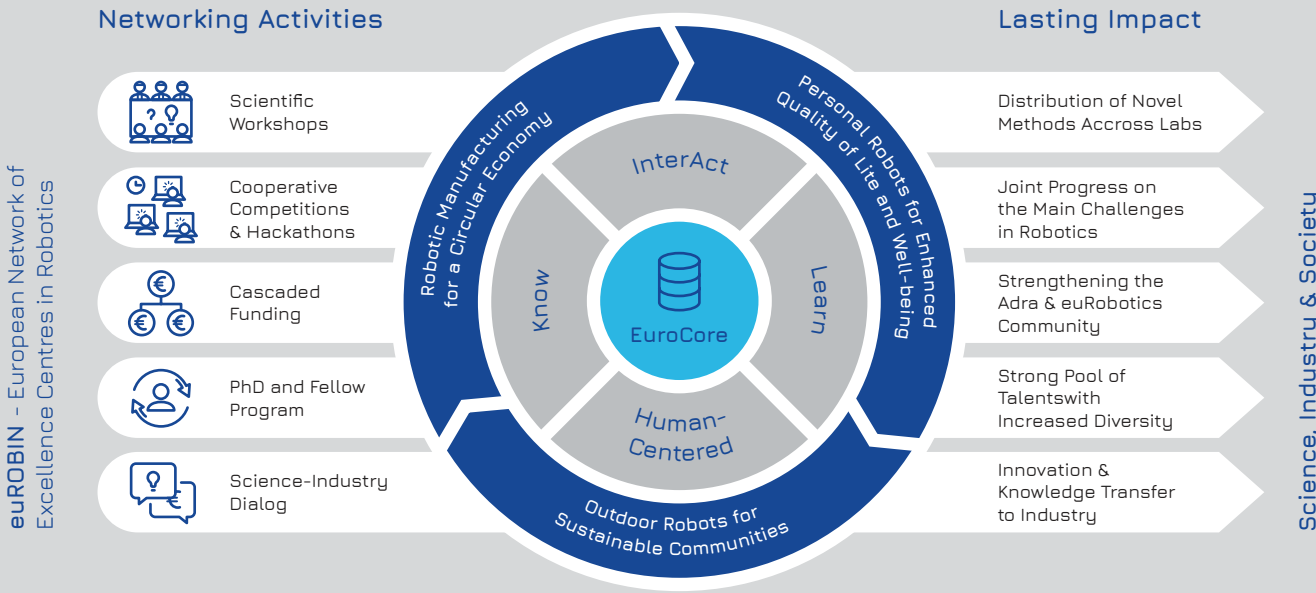 Networking Activities
Lasting Impact
euROBIN - European Network of
Excellence Centres in Robotics
Scientific
Workshops
Cooperative
Competitions
& Hackathons
Cascaded
Funding
PhD and Fellow
Program
Science-Industry
Dialog
Robotic Manufacturing
for a Circular Economy
Personal Robots for Enhanced
Quality of Lite and Well-being
Outdoor Robots for
Sustainable Communities
InterAct
Know
Learn
Human-
Centered
EuroCore
Distribution of Novel
Methods Accross Labs
Joint Progress on
the Main Challenges
in Robotics
Strengthening the
Adra & euRobotics
Community
Strong Pool of
Talentswith
Increased Diversity
Innovation &
Knowledge Transfer
to Industry
Science, Industry & Society